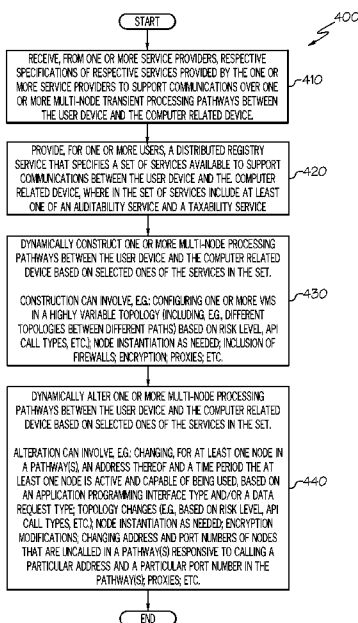 START
400
RECEIVE, FROM ONE OR MORE SERVICE PROVIDERS, RESPECTIVE
SPECIFICATIONS OF RESPECTIVE SERVICES PROVIDED BY THE ONE
OR MORE SERVICE PROVIDERS TO SUPPORT COMMUNICATIONS OVER ONE
OR MORE MULTI-NODE TRANSIENT PROCESSING PATHWAYS BETWEEN
THE USER DEVICE AND THE COMPUTER RELATED DEVICE.
410
PROVIDE, FOR ONE OR MORE USERS, A DISTRIBUTED REGISTRY
SERVICE THAT SPECIFIES A SET OF SERVICES AVAILABLE TO SUPPORT
COMMUNICATIONS BETWEEN THE USER DEVICE AND THE. COMPUTER
RELATED DEVICE, WHERE IN THE SET OF SERVICES INCLUDE AT LEAST
ONE OF AN AUDITABILITY SERVICE AND A TAXABILITY SERVICE
420
DYNAMICALLY CONSTRUCT ONE OR MORE MULTI-NODE PROCESSING
PATHWAYS BETWEEN THE USER DEVICE AND THE COMPUTER RELATED
DEVICE BASED ON SELECTED ONES OF THE SERVICES IN THE SET.
CONSTRUCTION CAN INVOLVE, E.G.: CONFIGURING ONE OR MORE VMS
IN A HIGHLY VARIABLE TOPOLOGY (INCLUDING, E.G., DIFFERENT
TOPOLOGIES BETWEEN DIFFERENT PATHS) BASED ON RISK LEVEL, API
CALL TYPES, ETC.); NODE INSTANTIATION AS NEEDED; INCLUSION OF
FIREWALLS; ENCRYPTION; PROXIES; ETC.
430
DYNAMICALLY ALTER ONE OR MORE MULTI-NODE PROCESSING
PATHWAYS BETWEEN THE USER DEVICE AND THE COMPUTER RELATED
DEVICE BASED ON SELECTED ONES OF THE SERVICES IN THE SET.
ALTERATION CAN INVOLVE, E.G.: CHANGING, FOR AT LEAST ONE NODE IN
A PATHWAY(S), AN ADDRESS THEREOF AND A TIME PERIOD THE AT
LEAST ONE NODE IS ACTIVE AND CAPABLE OF BEING USED, BASED ON
AN APPLICATION PROGRAMMING INTERFACE TYPE AND/OR A DATA
REQUEST TYPE; TOPOLOGY CHANGES (E.G., BASED ON RISK LEVEL, API
CALL TYPES, ETC.); NODE INSTANTIATION AS NEEDED; ENCRYPTION
MODIFICATIONS; CHANGING ADDRESS AND PORT NUMBERS OF NODES
THAT ARE UNCALLED IN A PATHWAY(S) RESPONSIVE TO CALLING A
PARTICULAR ADDRESS AND A PARTICULAR PORT NUMBER IN THE
PATHWAY(S); PROXIES; ETC.
440
END